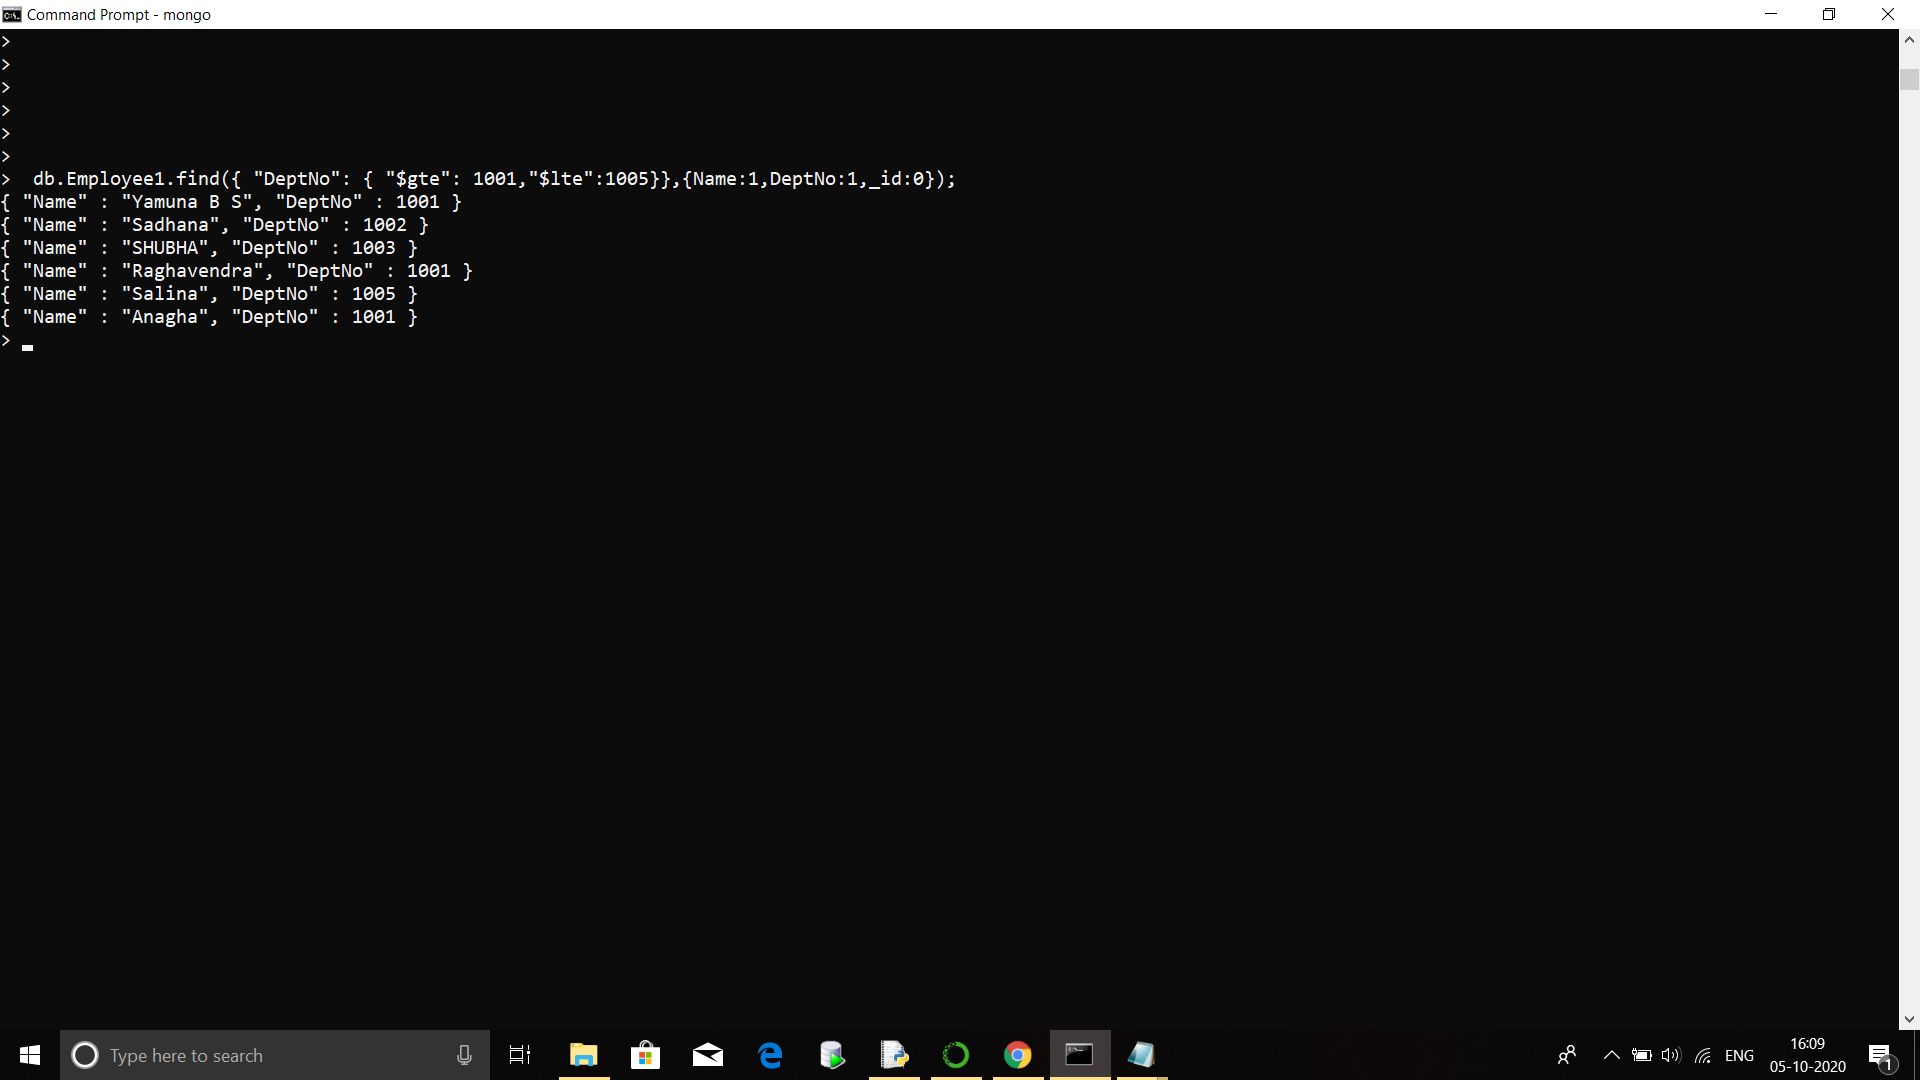 Command Prompt - mongo
>
>
>
>
>
>
>  db.Employee1.find({ "DeptNo": { "$gte": 1001,"$lte":1005}},{Name:1,DeptNo:1,_id:0});
{ "Name" : "Yamuna B S", "DeptNo" : 1001 }
{ "Name" : "Sadhana", "DeptNo" : 1002 }
{ "Name" : "SHUBHA", "DeptNo" : 1003 }
{ "Name" : "Raghavendra", "DeptNo" : 1001 }
{ "Name" : "Salina", "DeptNo" : 1005 }
{ "Name" : "Anagha", "DeptNo" : 1001 }
>
Type here to search
ENG
16:09
05-10-2020
1